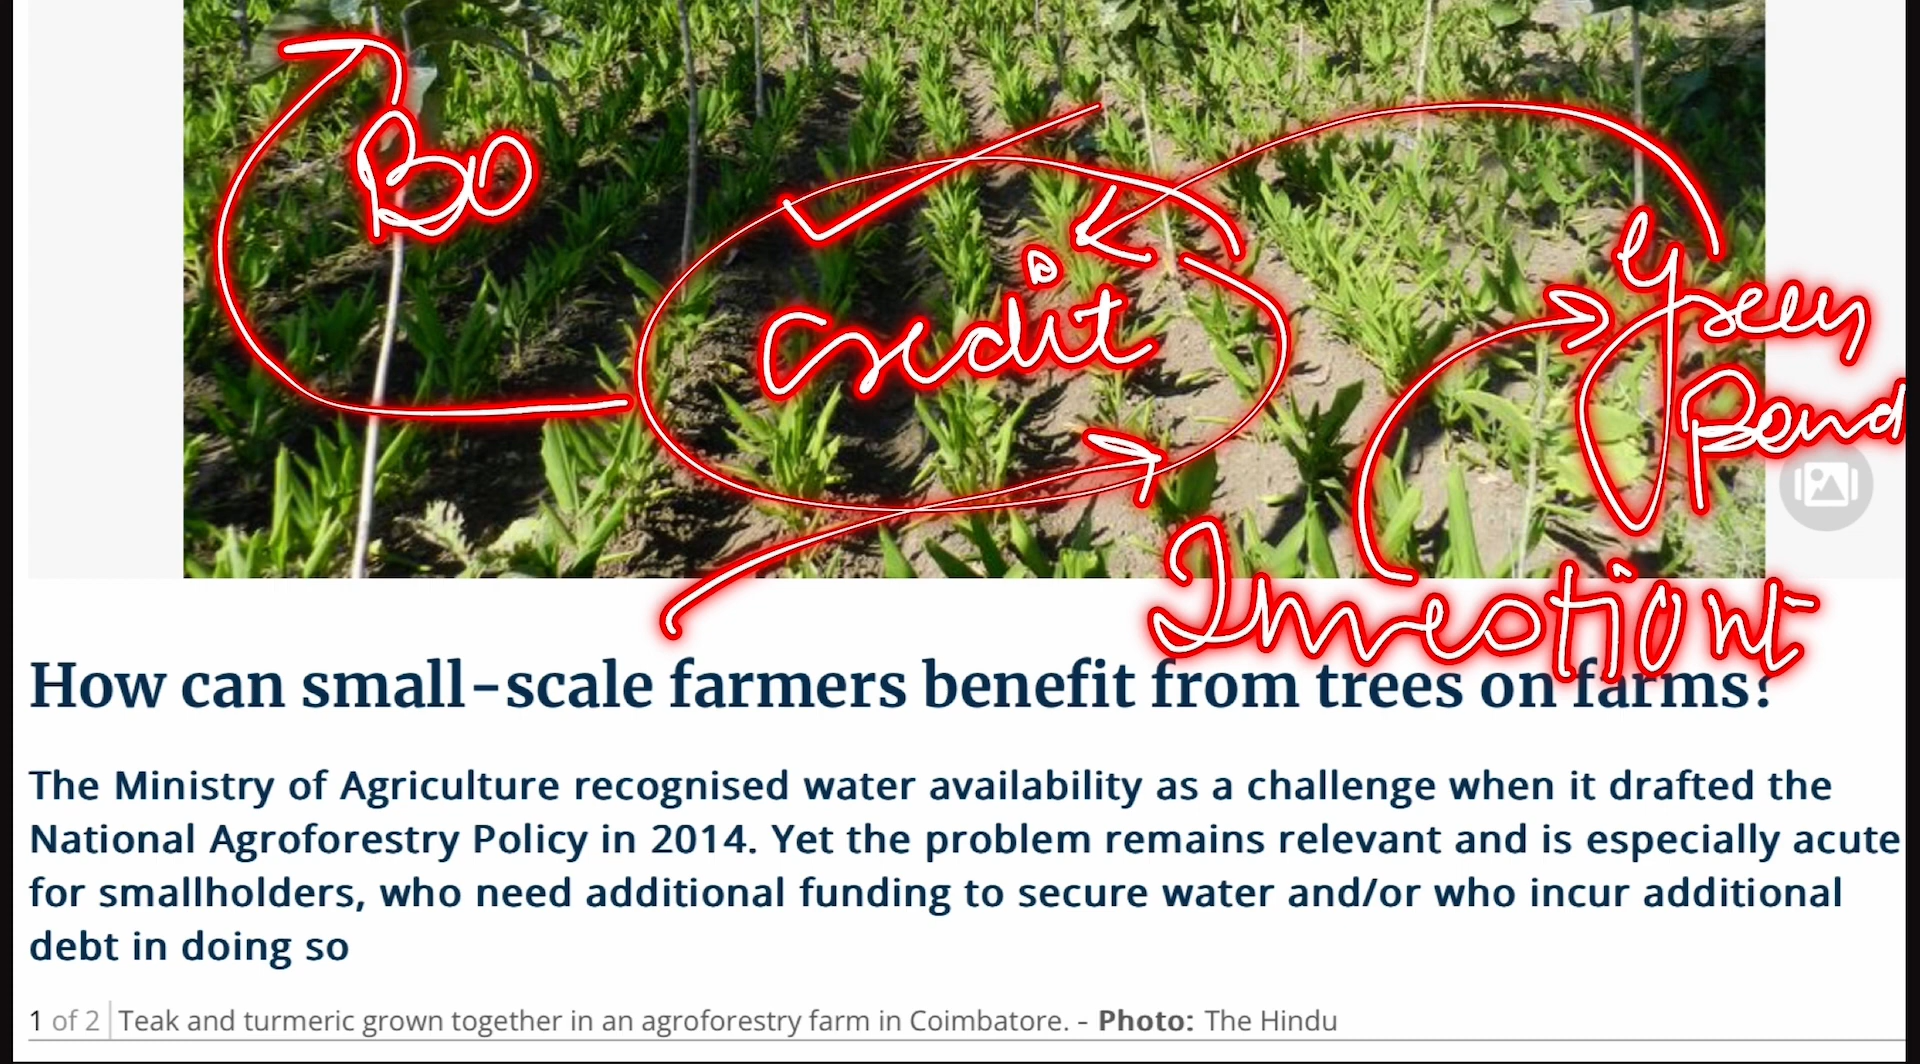 BO
Credit
Green
Bond
Investiont
How can small-scale farmers benefit from trees on farms?
The Ministry of Agriculture recognised water availability as a challenge when it drafted the
National Agroforestry Policy in 2014. Yet the problem remains relevant and is especially acute
for smallholders, who need additional funding to secure water and/or who incur additional
debt in doing so
1 of 2 Teak and turmeric grown together in an agroforestry farm in Coimbatore. - Photo: The Hindu